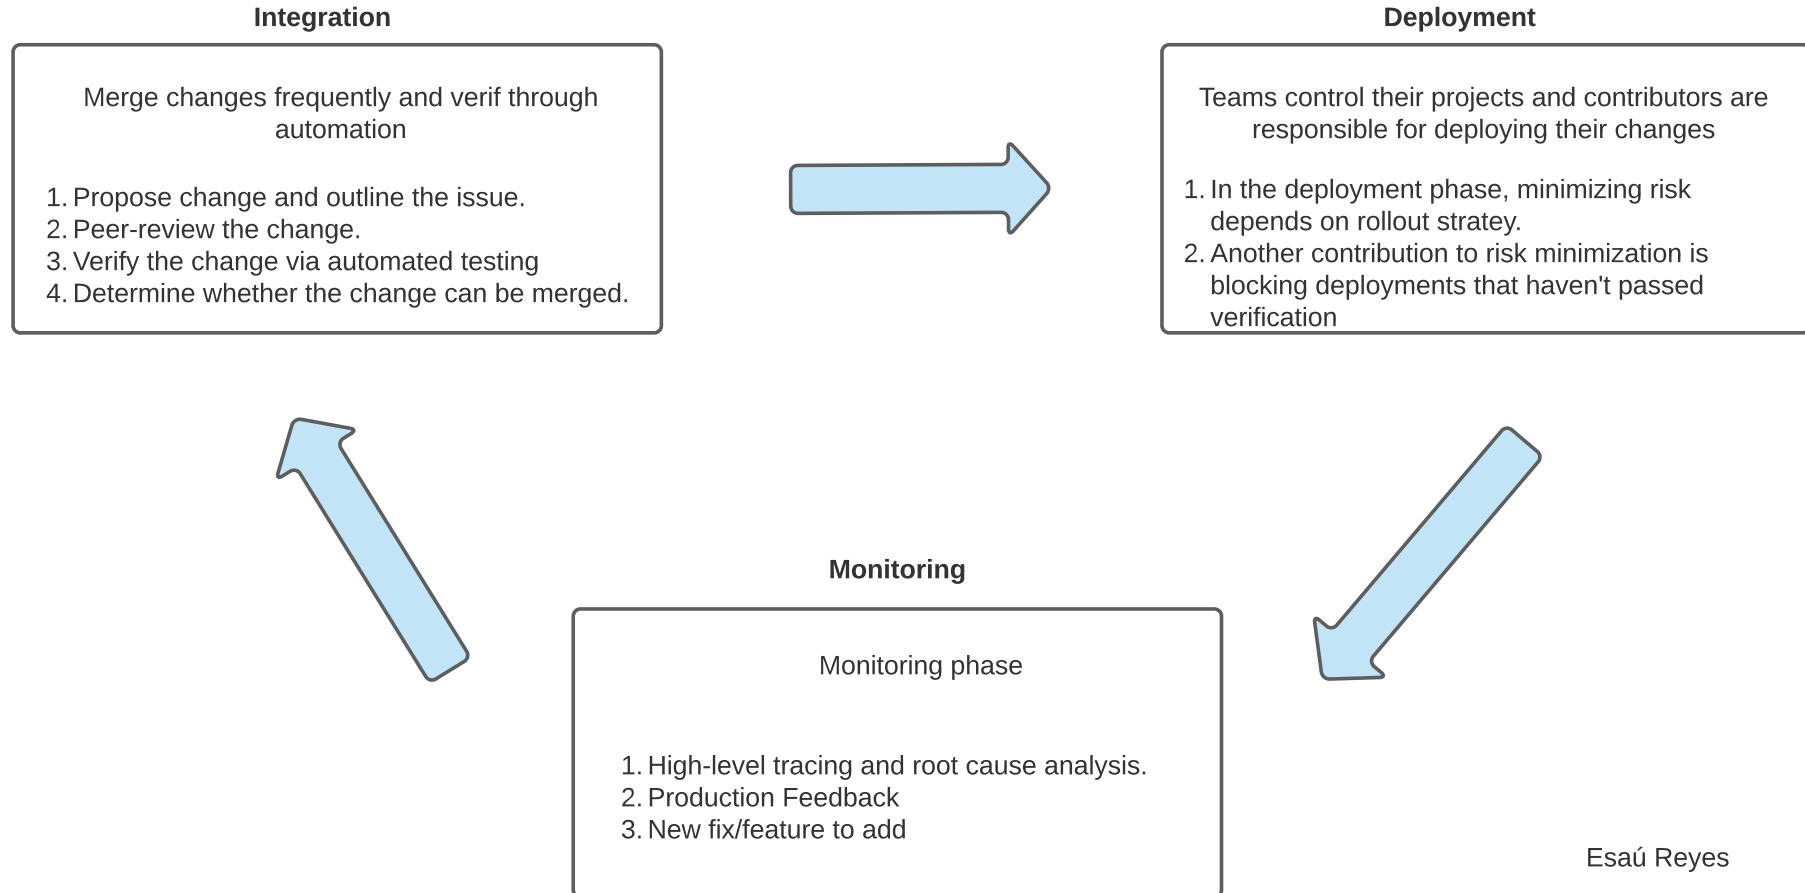 Integration
Merge changes frequently and verif through
automation
1. Propose change and outline the issue.
2. Peer-review the change.
3. Verify the change via automated testing
4. Determine whether the change can be merged.
Deployment
Teams control their projects and contributors are
responsible for deploying their changes
1. In the deployment phase, minimizing risk
depends on rollout stratey.
2. Another contribution to risk minimization is
blocking deployments that haven't passed
verification
Monitoring
Monitoring phase
1. High-level tracing and root cause analysis.
2. Production Feedback
3. New fix/feature to add
Esaú Reyes